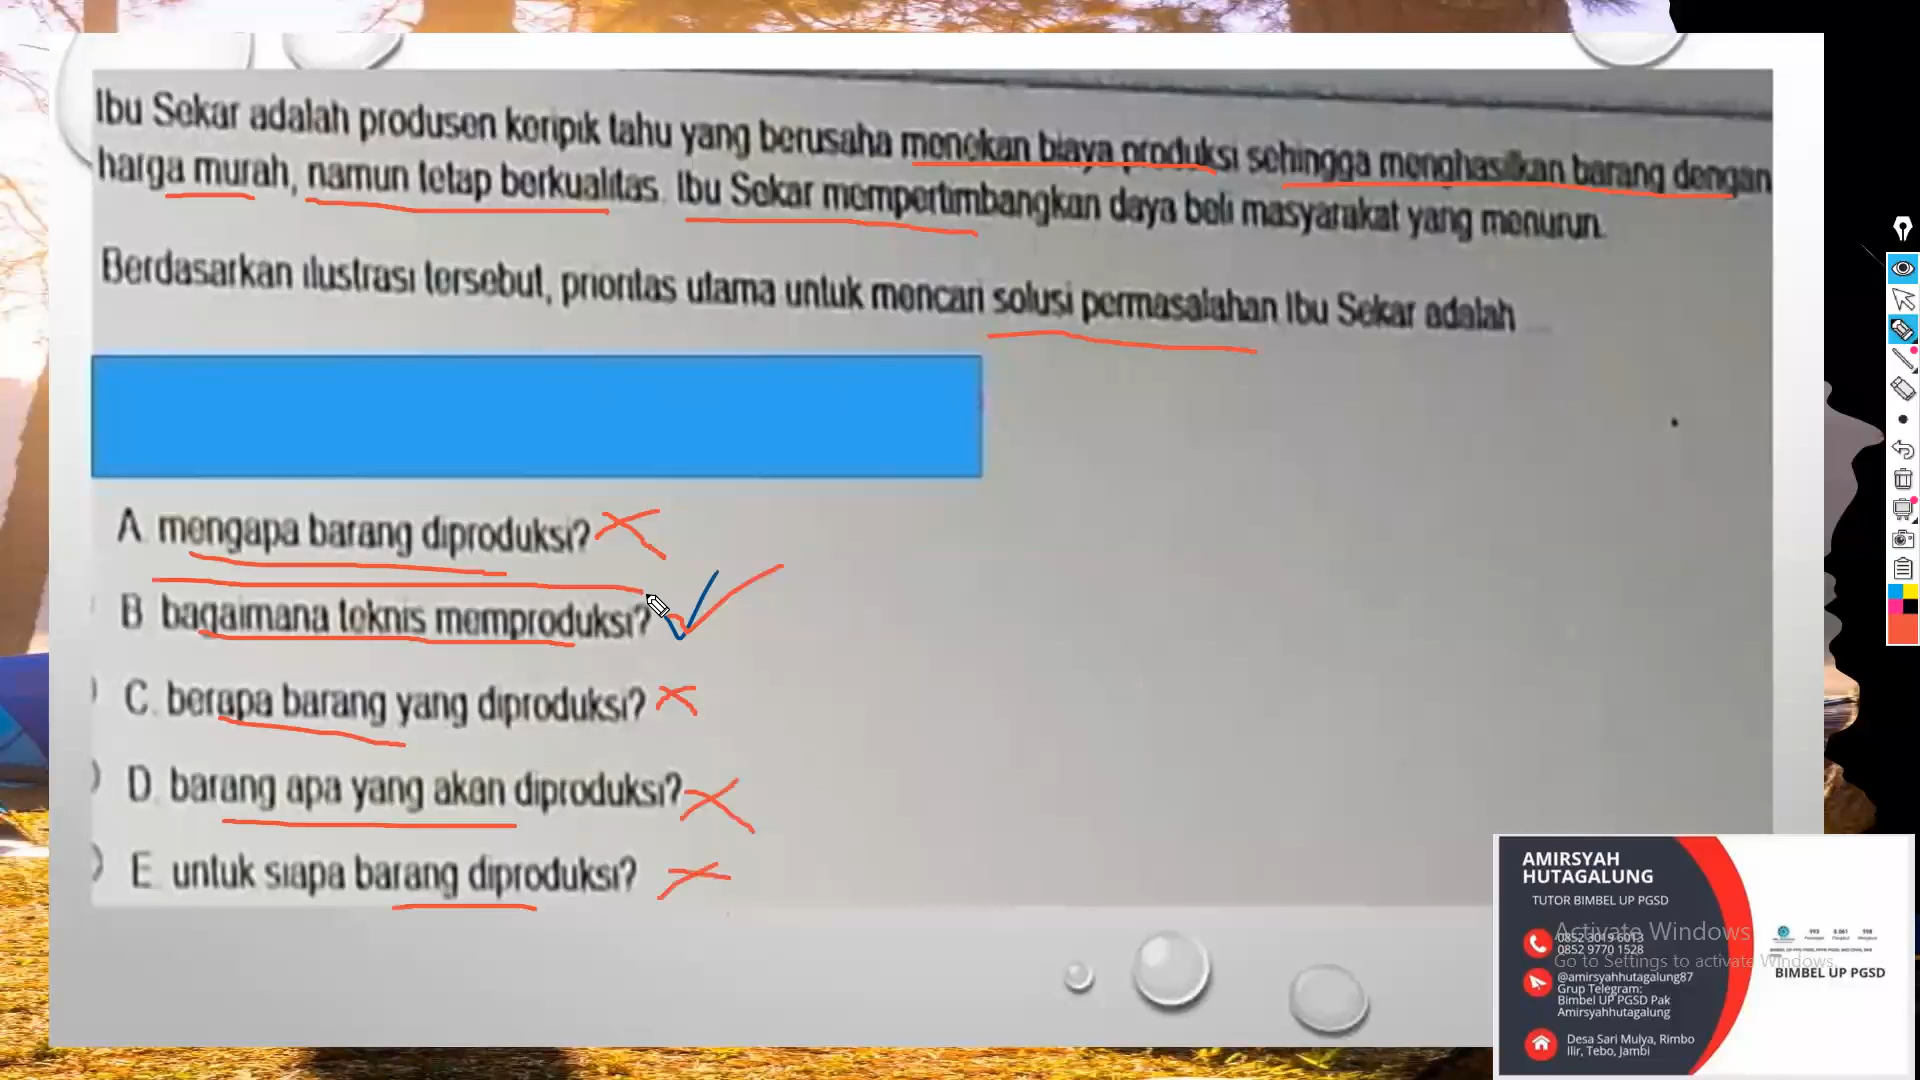 Ibu Sekar adalah produsen keripik tahu yang berusaha menekan biaya produksi sehingga menghasilkan barang dengan
harga murah, namun tetap berkualitas. Ibu Sekar mempertimbangkan daya beli masyarakat yang menurun.
Berdasarkan ilustrasi tersebut, prioritas utama untuk mencari solusi permasalahan Ibu Sekar adalah ....
A. mengapa barang diproduksi?
B bagaimana teknis memproduksi?
C. berapa barang yang diproduksi?
D. barang apa yang akan diproduksi?
E. untuk siapa barang diproduksi?
AMIRSYAH
HUTAGALUNG
TUTOR BIMBEL UP PGSD
0852 3019 6013
0852 9770 1528
@amirsyahhutagalung87
Grup Telegram:
Bimbel UP PGSD Pak
Amirsyahhutagalung
Desa Sari Mulya, Rimbo
Ilir, Tebo, Jambi
BIMBEL UP PGSD
Activate Windows
Go to Settings to activate Windows.